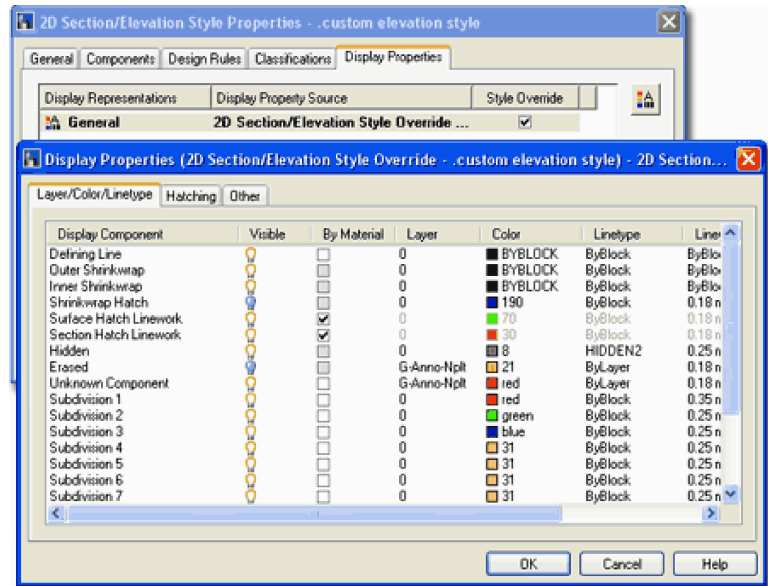 2D Section/Elevation Style Properties - .custom elevation style
General Components Design Rules Classifications Display Properties
Display Representations Display Property Source Style Override
General 2D Section/Elevation Style Override ...
Display Properties (2D Section/Elevation Style Override - .custom elevation style) - 2D Section...
Layer/Color/Linetype Hatching Other
Display Component Visible By Material Layer Color Linetype Line
Defining Line 0 BYBLOCK ByBlock ByBlo
Outer Shrinkwrap 0 BYBLOCK ByBlock ByBlo
Inner Shrinkwrap 0 BYBLOCK ByBlock ByBlo
Shrinkwrap Hatch 0 190 ByBlock 0.18 n
Surface Hatch Linework 0 70 ByBlock 0.18 n
Section Hatch Linework 0 30 ByBlock 0.18 n
Hidden 0 8 HIDDEN2 0.25 n
Erased G-Anno-Nplt 21 ByLayer 0.18 n
Unknown Component G-Anno-Nplt red ByLayer 0.18 n
Subdivision 1 0 red ByBlock 0.35 n
Subdivision 2 0 green ByBlock 0.25 n
Subdivision 3 0 blue ByBlock 0.25 n
Subdivision 4 0 31 ByBlock 0.25 n
Subdivision 5 0 31 ByBlock 0.25 n
Subdivision 6 0 31 ByBlock 0.25 n
Subdivision 7 0 31 ByBlock 0.25 n
OK Cancel Help